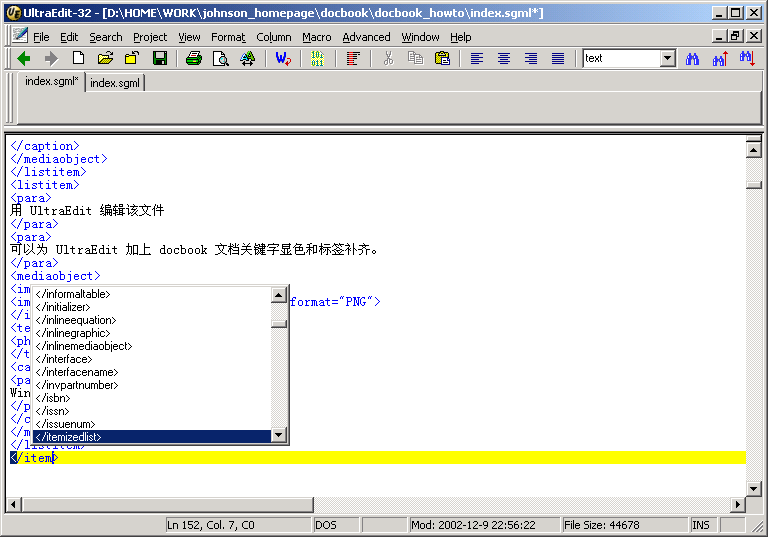 UltraEdit-32 - [D:\HOME\WORK\johnson_homepage\docbook\docbook_howto\index.sgml*]
File Edit Search Project View Format Column Macro Advanced Window Help
101 011
text
index.sgml* index.sgml
</caption>
</mediaobject>
</listitem>
<listitem>
<para>
用 UltraEdit 编辑该文件
</para>
<para>
可以为 UltraEdit 加上 docbook 文档关键字显色和标签补齐。
</para>
<mediaobject>
<im
</informaltable>
<im format="PNG">
</initializer>
</i
</inlineequation>
<te
</inlinegraphic>
<ph
</inlinemediaobject>
</t
</interface>
<ca
</interfacename>
<pa
</invpartnumber>
Win
</isbn>
</p
</issn>
</c
</issuenum>
</m
</itemizedlist>
</listitem>
</item>
Ln 152, Col. 7, C0 DOS Mod: 2002-12-9 22:56:22 File Size: 44678 INS